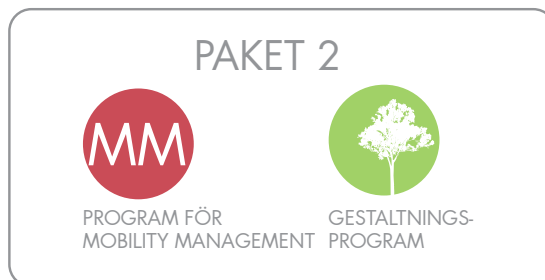 PAKET 2
MM
PROGRAM FÖR
MOBILITY MANAGEMENT
GESTALTNINGS-
PROGRAM